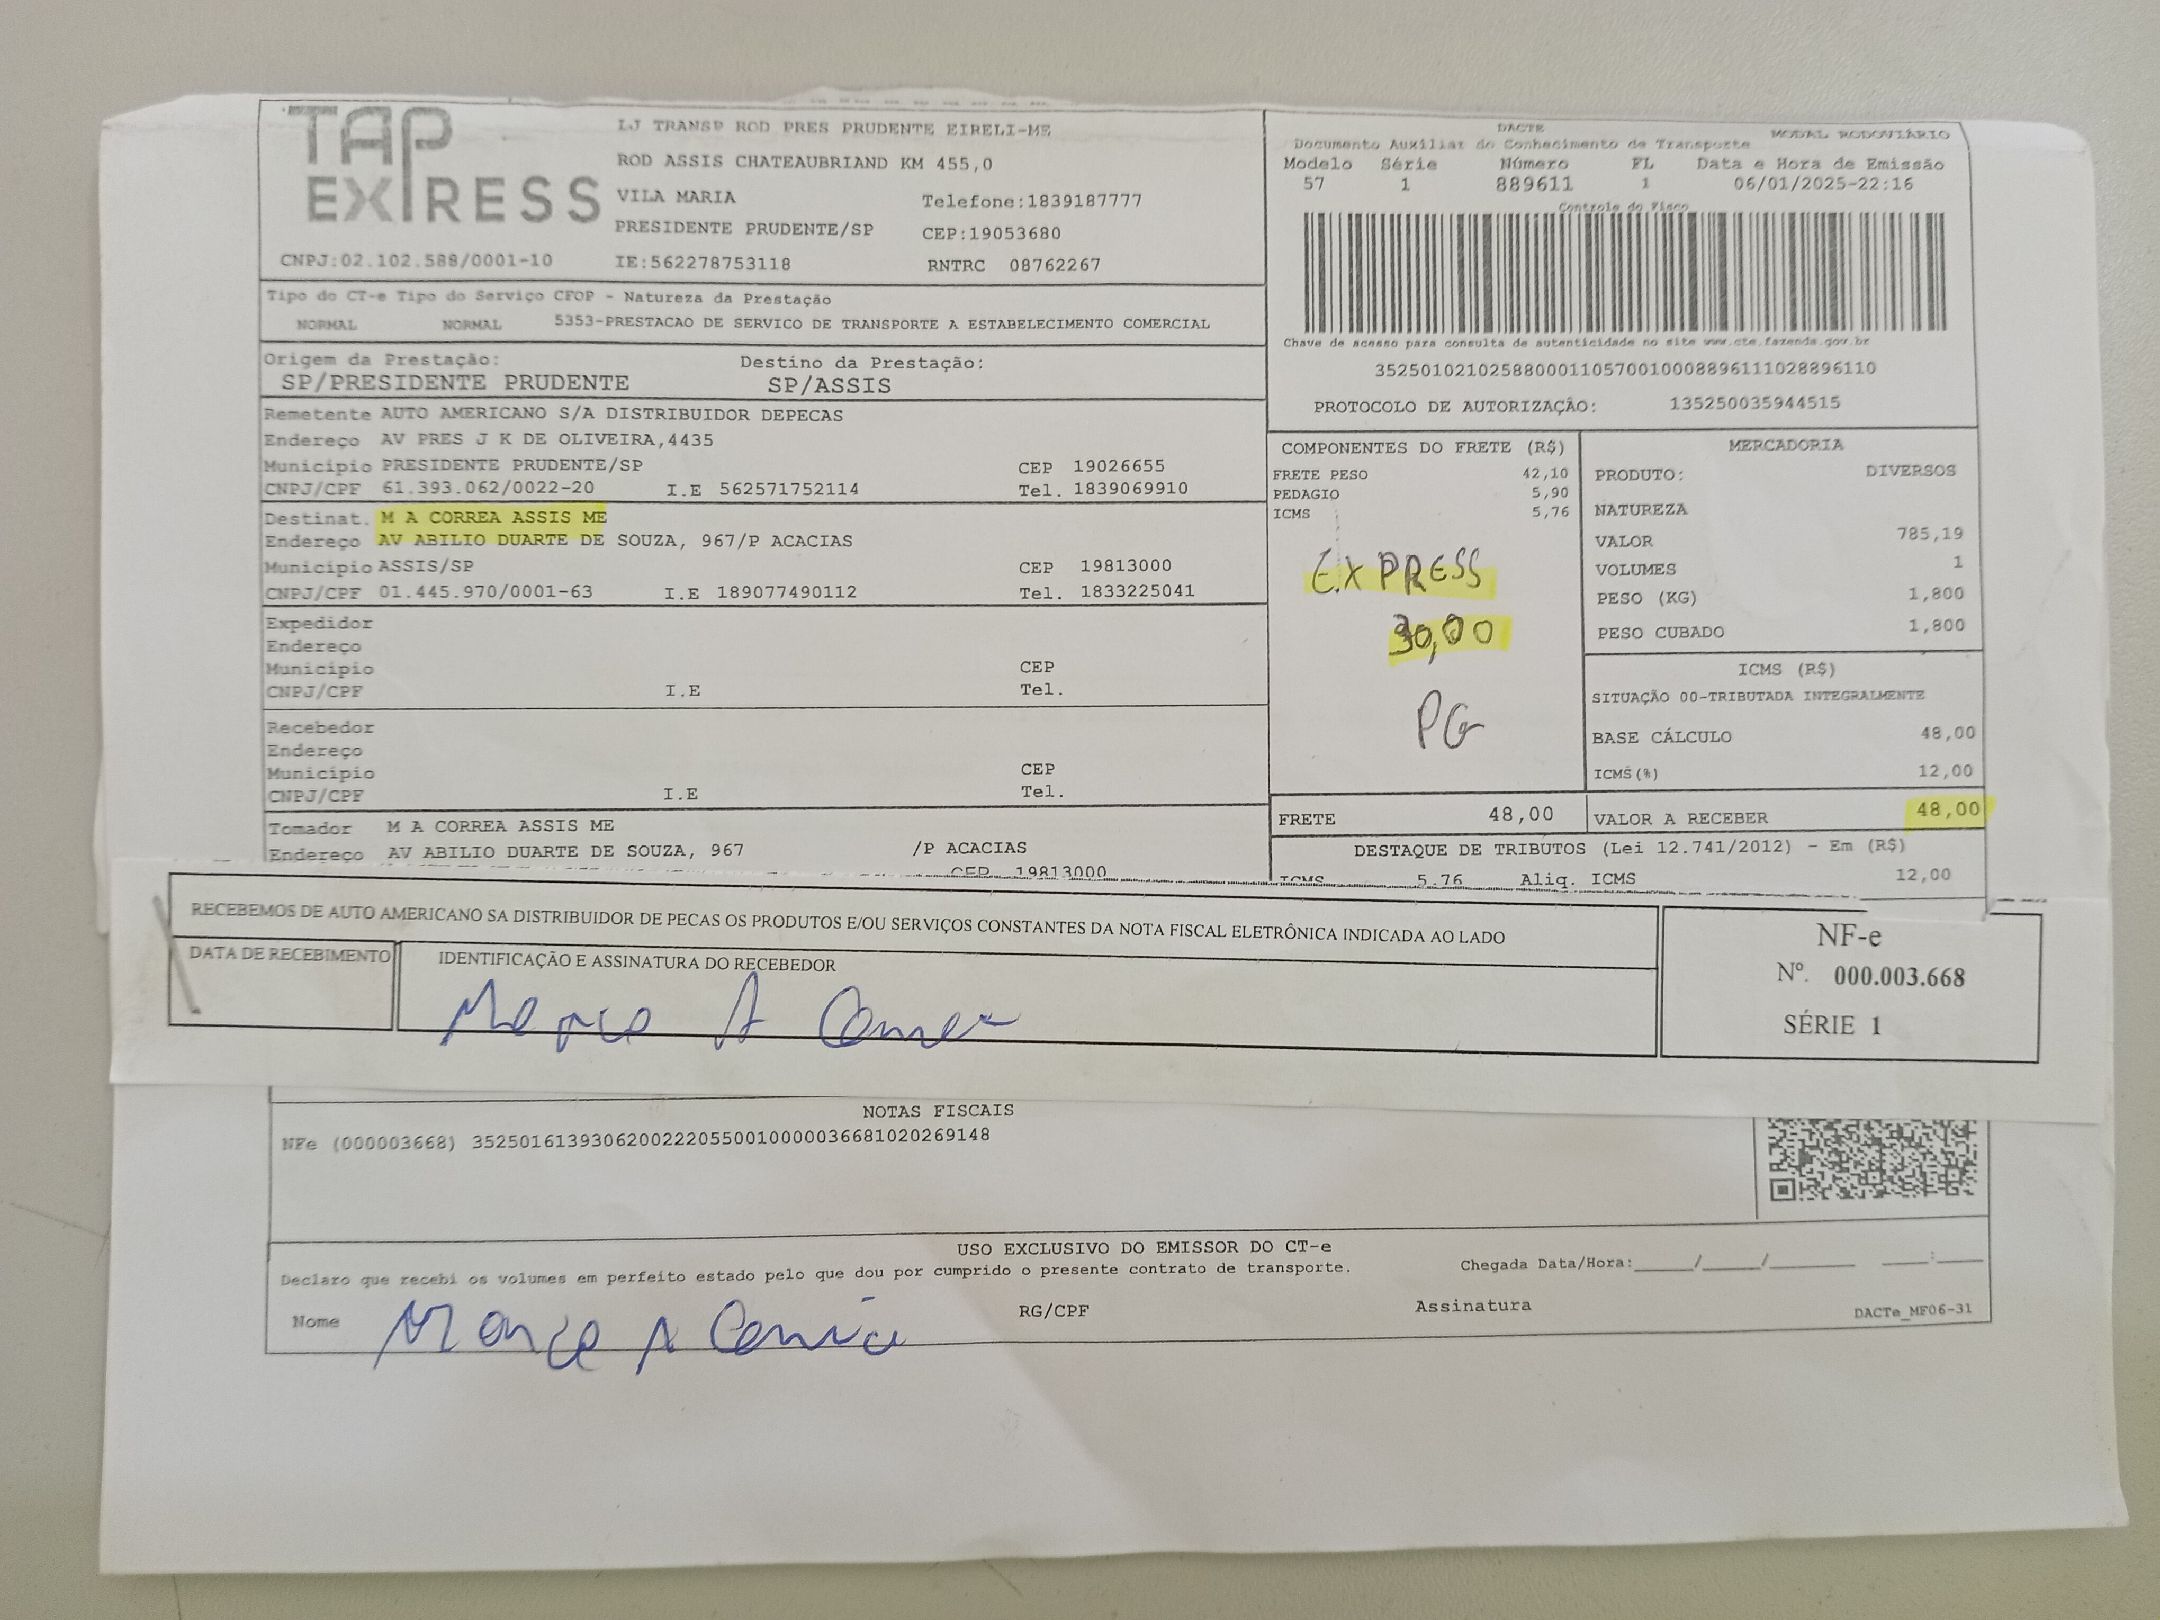 TAP
EXPRESS
CNPJ:02.102.588/0001-10
LJ TRANSP ROD PRES PRUDENTE EIRELI-ME
ROD ASSIS CHATEAUBRIAND KM 455,0
VILA MARIA Telefone:1839187777
PRESIDENTE PRUDENTE/SP CEP:19053680
IE:562278753118 RNTRC 08762267
DACTE MODAL RODOVIÁRIO
Documento Auxiliar do Conhecimento de Transporte
Modelo Série Número FL Data e Hora de Emissão
57 1 889611 1 06/01/2025-22:16
Controle do Fisco
Chave de acesso para consulta de autenticidade no site www.cte.fazenda.gov.br
35250102102588000110570010008896111028896110
PROTOCOLO DE AUTORIZAÇÃO: 135250035944515
Tipo do CT-e Tipo do Serviço CFOP - Natureza da Prestação
NORMAL NORMAL 5353-PRESTACAO DE SERVICO DE TRANSPORTE A ESTABELECIMENTO COMERCIAL
Origem da Prestação: Destino da Prestação:
SP/PRESIDENTE PRUDENTE SP/ASSIS
Remetente AUTO AMERICANO S/A DISTRIBUIDOR DEPECAS
Endereço AV PRES J K DE OLIVEIRA,4435
Município PRESIDENTE PRUDENTE/SP CEP 19026655
CNPJ/CPF 61.393.062/0022-20 I.E 562571752114 Tel. 1839069910
Destinat. M A CORREA ASSIS ME
Endereço AV ABILIO DUARTE DE SOUZA, 967/P ACACIAS
Município ASSIS/SP CEP 19813000
CNPJ/CPF 01.445.970/0001-63 I.E 189077490112 Tel. 1833225041
Expedidor
Endereço
Município CEP
CNPJ/CPF I.E Tel.
Recebedor
Endereço
Município CEP
CNPJ/CPF I.E Tel.
Tomador M A CORREA ASSIS ME
Endereço AV ABILIO DUARTE DE SOUZA, 967 /P ACACIAS
CEP 19813000
COMPONENTES DO FRETE (R$)
FRETE PESO 42,10
PEDAGIO 5,90
ICMS 5,76
EXPRESS
30,00
PG
FRETE 48,00
MERCADORIA
PRODUTO: DIVERSOS
NATUREZA
VALOR 785,19
VOLUMES 1
PESO (KG) 1,800
PESO CUBADO 1,800
ICMS (R$)
SITUAÇÃO 00-TRIBUTADA INTEGRALMENTE
BASE CÁLCULO 48,00
ICMS(%) 12,00
VALOR A RECEBER 48,00
DESTAQUE DE TRIBUTOS (Lei 12.741/2012) - Em (R$)
ICMS 5.76 Aliq. ICMS 12,00
RECEBEMOS DE AUTO AMERICANO SA DISTRIBUIDOR DE PECAS OS PRODUTOS E/OU SERVIÇOS CONSTANTES DA NOTA FISCAL ELETRÔNICA INDICADA AO LADO
DATA DE RECEBIMENTO IDENTIFICAÇÃO E ASSINATURA DO RECEBEDOR
NF-e
Nº. 000.003.668
SÉRIE 1
NOTAS FISCAIS
NFe (000003668) 35250161393062002220550010000036681020269148
USO EXCLUSIVO DO EMISSOR DO CT-e
Declaro que recebi os volumes em perfeito estado pelo que dou por cumprido o presente contrato de transporte. Chegada Data/Hora:____/____/____ __:__
Nome RG/CPF Assinatura DACTe_MF06-31